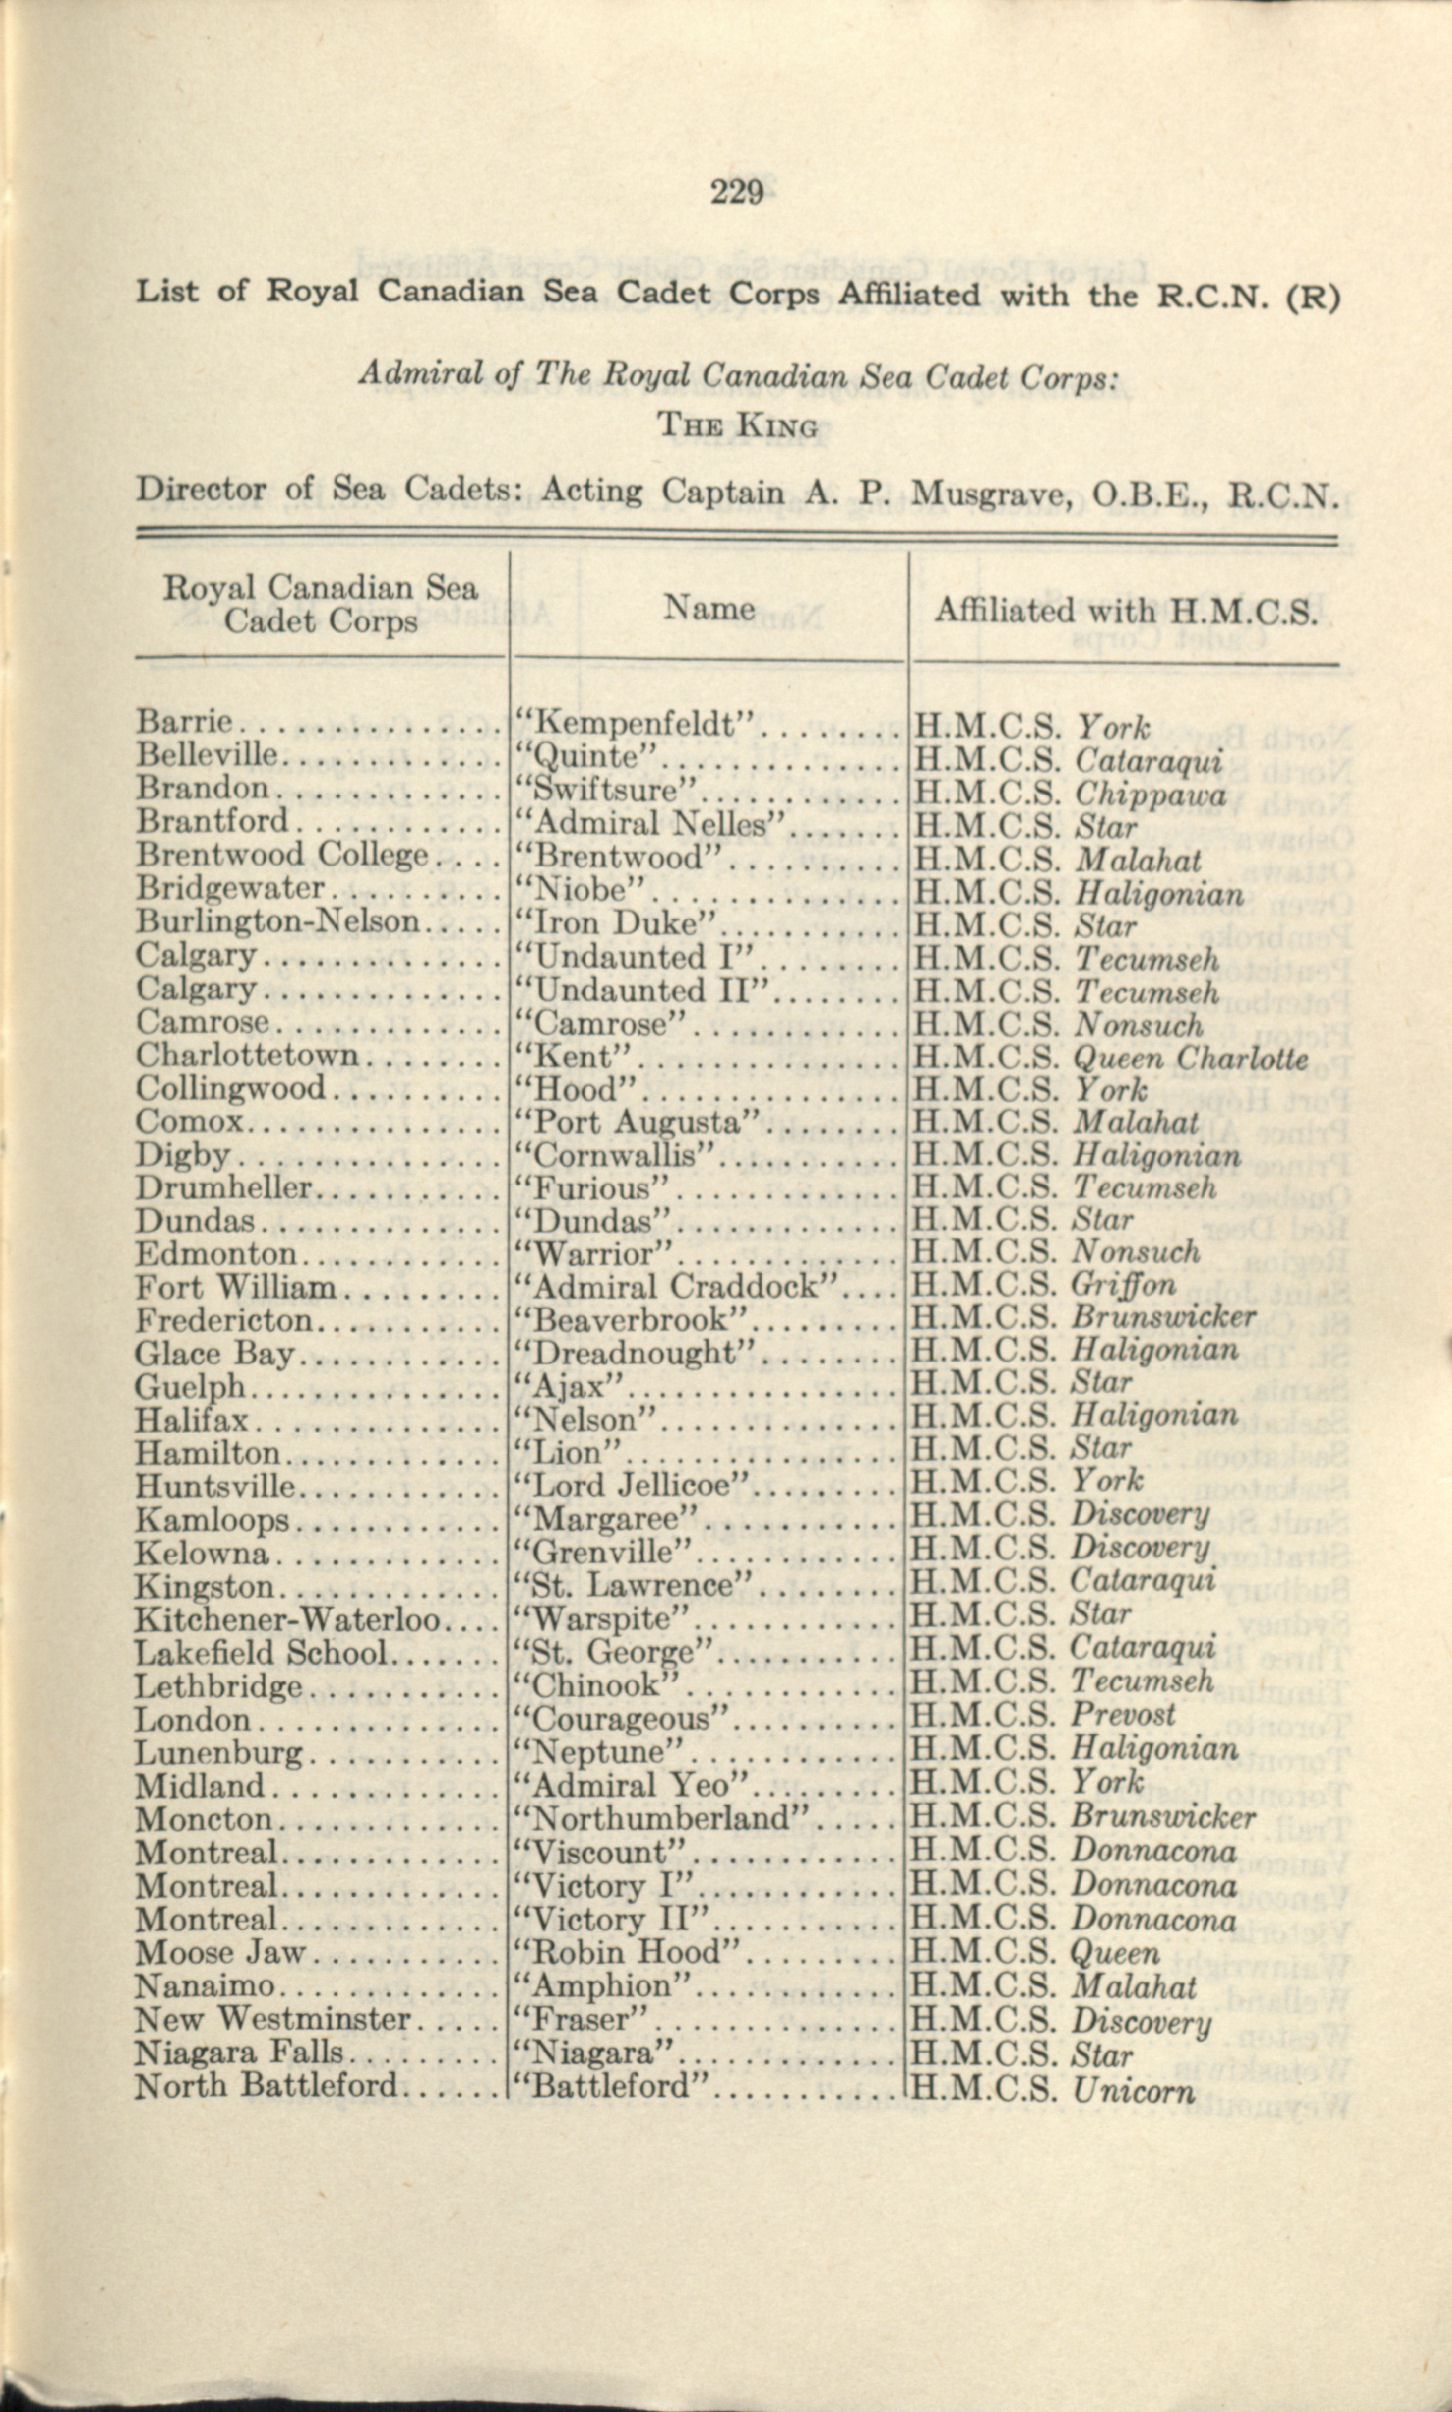 229
List of Royal Canadian Sea Cadet Corps Affiliated with the R.C.N. (R)
Admiral of The Royal Canadian Sea Cadet Corps:
THE KING
Director of Sea Cadets: Acting Captain A. P. Musgrave, O.B.E., R.C.N.
Royal Canadian Sea Cadet Corps | Name | Affiliated with H.M.C.S.
Barrie “Kempenfeldt” H.M.C.S. York
Belleville “Quinte” H.M.C.S. Cataraqui
Brandon “Swiftsure” H.M.C.S. Chippawa
Brantford “Admiral Nelles” H.M.C.S. Star
Brentwood College “Brentwood” H.M.C.S. Malahat
Bridgewater “Niobe” H.M.C.S. Haligonian
Burlington-Nelson “Iron Duke” H.M.C.S. Star
Calgary “Undaunted I” H.M.C.S. Tecumseh
Calgary “Undaunted II” H.M.C.S. Tecumseh
Camrose “Camrose” H.M.C.S. Nonsuch
Charlottetown “Kent” H.M.C.S. Queen Charlotte
Collingwood “Hood” H.M.C.S. York
Comox “Port Augusta” H.M.C.S. Malahat
Digby “Cornwallis” H.M.C.S. Haligonian
Drumheller “Furious” H.M.C.S. Tecumseh
Dundas “Dundas” H.M.C.S. Star
Edmonton “Warrior” H.M.C.S. Nonsuch
Fort William “Admiral Craddock” H.M.C.S. Griffon
Fredericton “Beaverbrook” H.M.C.S. Brunswicker
Glace Bay “Dreadnought” H.M.C.S. Haligonian
Guelph “Ajax” H.M.C.S. Star
Halifax “Nelson” H.M.C.S. Haligonian
Hamilton “Lion” H.M.C.S. Star
Huntsville “Lord Jellicoe” H.M.C.S. York
Kamloops “Margaree” H.M.C.S. Discovery
Kelowna “Grenville” H.M.C.S. Discovery
Kingston “St. Lawrence” H.M.C.S. Cataraqui
Kitchener-Waterloo “Warspite” H.M.C.S. Star
Lakefield School “St. George” H.M.C.S. Cataraqui
Lethbridge “Chinook” H.M.C.S. Tecumseh
London “Courageous” H.M.C.S. Prevost
Lunenburg “Neptune” H.M.C.S. Haligonian
Midland “Admiral Yeo” H.M.C.S. York
Moncton “Northumberland” H.M.C.S. Brunswicker
Montreal “Viscount” H.M.C.S. Donnacona
Montreal “Victory I” H.M.C.S. Donnacona
Montreal “Victory II” H.M.C.S. Donnacona
Moose Jaw “Robin Hood” H.M.C.S. Queen
Nanaimo “Amphion” H.M.C.S. Malahat
New Westminster “Fraser” H.M.C.S. Discovery
Niagara Falls “Niagara” H.M.C.S. Star
North Battleford “Battleford” H.M.C.S. Unicorn